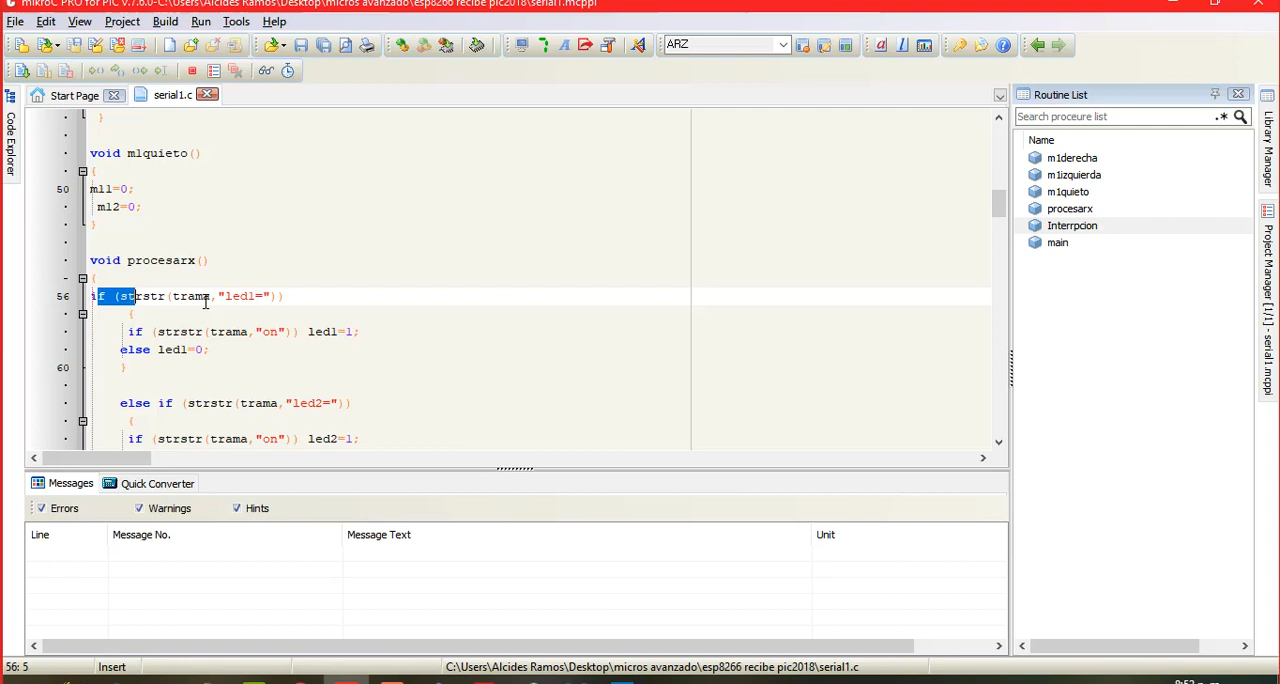 mikroC PRO for PIC v.7.6.0-C:\Users\Alcides Ramos\Desktop\micros avanzado\esp8266 recibe pic2018\serial1.mcppi
File Edit View Project Build Run Tools Help
ARZ
Start Page serial1.c
Routine List
Search proceure list
Name
m1derecha
m1izquierda
m1quieto
procesarx
Interrpcion
main
Code Explorer
Library Manager
Project Manager [1/1] - serial1.mcppi
}
void m1quieto()
{
50 m11=0;
m12=0;
}
void procesarx()
{
56 if (strstr(trama,"led1="))
{
if (strstr(trama,"on")) led1=1;
else led1=0;
60 }
else if (strstr(trama,"led2="))
{
if (strstr(trama,"on")) led2=1;
Messages Quick Converter
Errors Warnings Hints
Line Message No. Message Text Unit
56: 5 Insert C:\Users\Alcides Ramos\Desktop\micros avanzado\esp8266 recibe pic2018\serial1.c